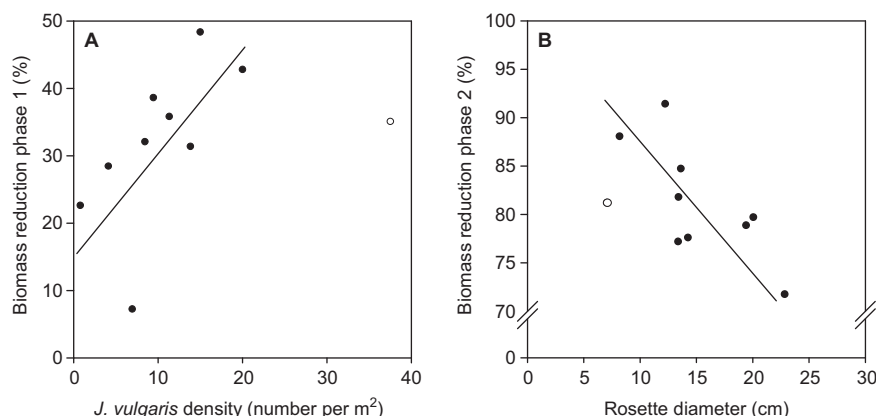 A
Biomass reduction phase 1 (%)
50
40
30
20
10
0
0 10 20 30 40
J. vulgaris density (number per m²)
B
Biomass reduction phase 2 (%)
100
95
90
85
80
75
70
0
0 5 10 15 20 25 30
Rosette diameter (cm)